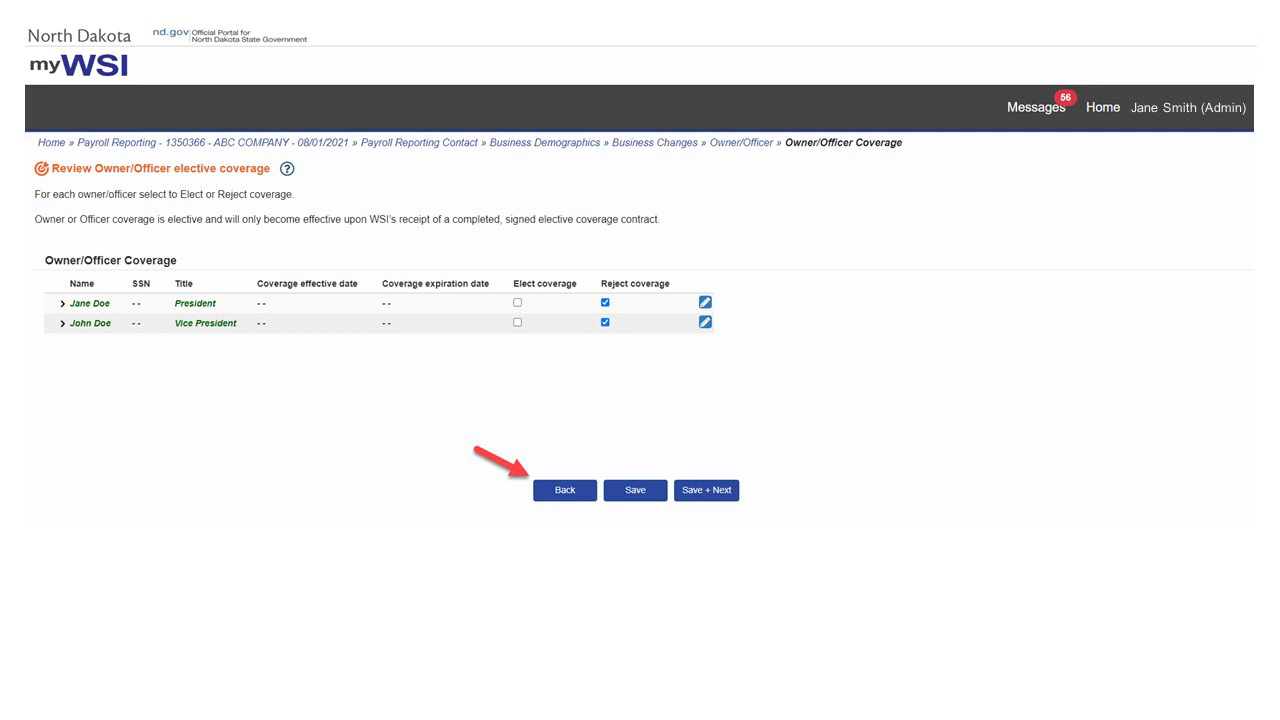 North Dakota nd.gov Official Portal for
North Dakota State Government
myWSI
Messages 56 Home Jane Smith (Admin)
Home » Payroll Reporting - 1350366 - ABC COMPANY - 08/01/2021 » Payroll Reporting Contact » Business Demographics » Business Changes » Owner/Officer » Owner/Officer Coverage
Review Owner/Officer elective coverage ?
For each owner/officer select to Elect or Reject coverage.
Owner or Officer coverage is elective and will only become effective upon WSI's receipt of a completed, signed elective coverage contract.
Owner/Officer Coverage
Name SSN Title Coverage effective date Coverage expiration date Elect coverage Reject coverage
Jane Doe - - President - - - -
John Doe - - Vice President - - - -
Back Save Save + Next